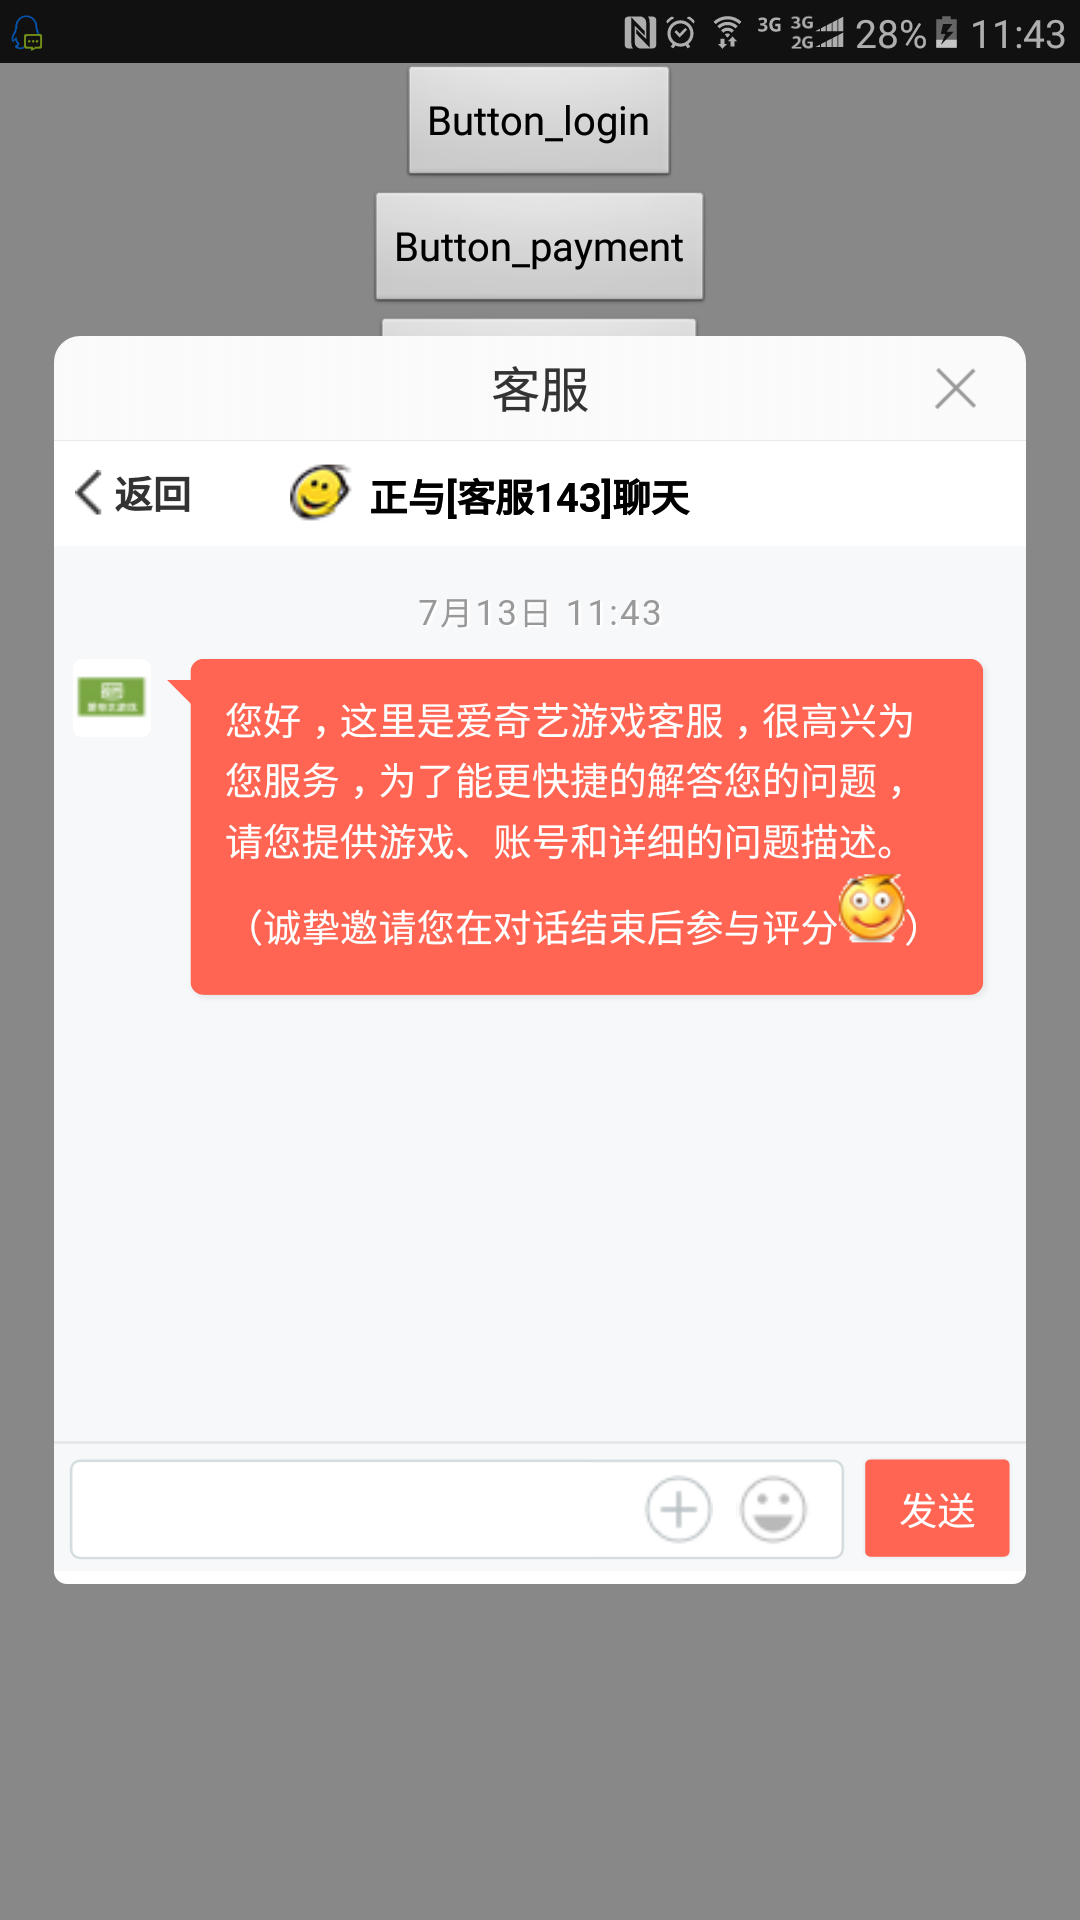 3G 3G 2G 28% 11:43
Button_login
Button_payment
客服
返回 正与[客服143]聊天
7月13日 11:43
您好，这里是爱奇艺游戏客服，很高兴为
您服务，为了能更快捷的解答您的问题，
请您提供游戏、账号和详细的问题描述。
（诚挚邀请您在对话结束后参与评分）
发送